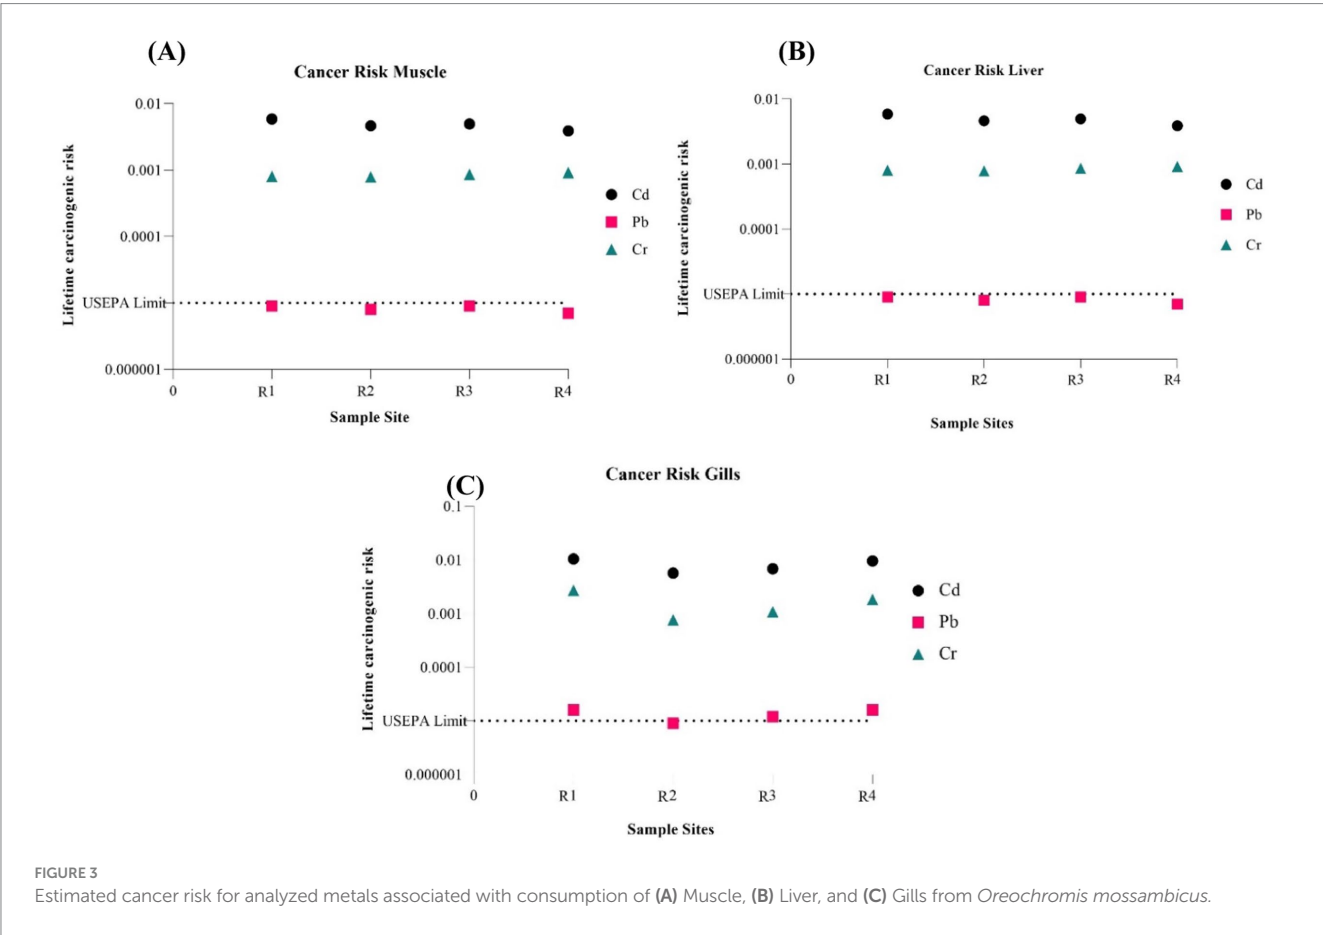 (A)
Cancer Risk Muscle
Lifetime carcinogenic risk
0.01
0.001
0.0001
USEPA Limit
0.000001
0
R1
R2
R3
R4
Sample Site
Cd
Pb
Cr
(B)
Cancer Risk Liver
Lifetime carcinogenic risk
0.01
0.001
0.0001
USEPA Limit
0.000001
0
R1
R2
R3
R4
Sample Sites
Cd
Pb
Cr
(C)
Cancer Risk Gills
Lifetime carcinogenic risk
0.1
0.01
0.001
0.0001
USEPA Limit
0.000001
0
R1
R2
R3
R4
Sample Sites
Cd
Pb
Cr
FIGURE 3
Estimated cancer risk for analyzed metals associated with consumption of (A) Muscle, (B) Liver, and (C) Gills from Oreochromis mossambicus.